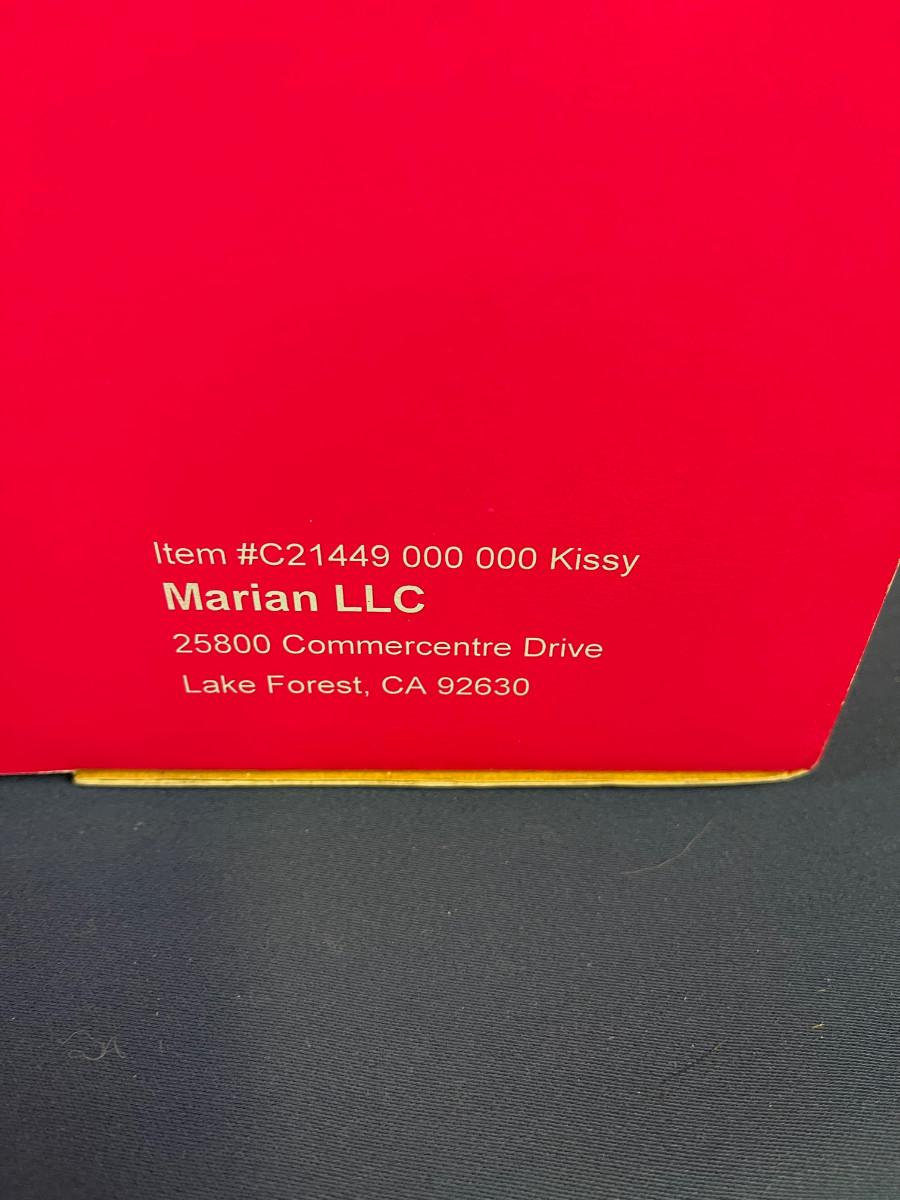 Item #C21449 000 000 Kissy
Marian LLC
25800 Commercentre Drive
Lake Forest, CA 92630